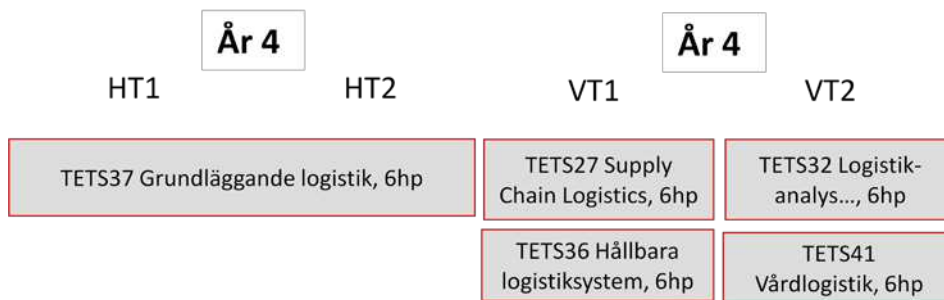 År 4
År 4
HT1
HT2
VT1
VT2
TETS37 Grundläggande logistik, 6hp
TETS27 Supply
Chain Logistics, 6hp
TETS32 Logistik-
analys..., 6hp
TETS36 Hållbara
logistiksystem, 6hp
TETS41
Vårdlogistik, 6hp